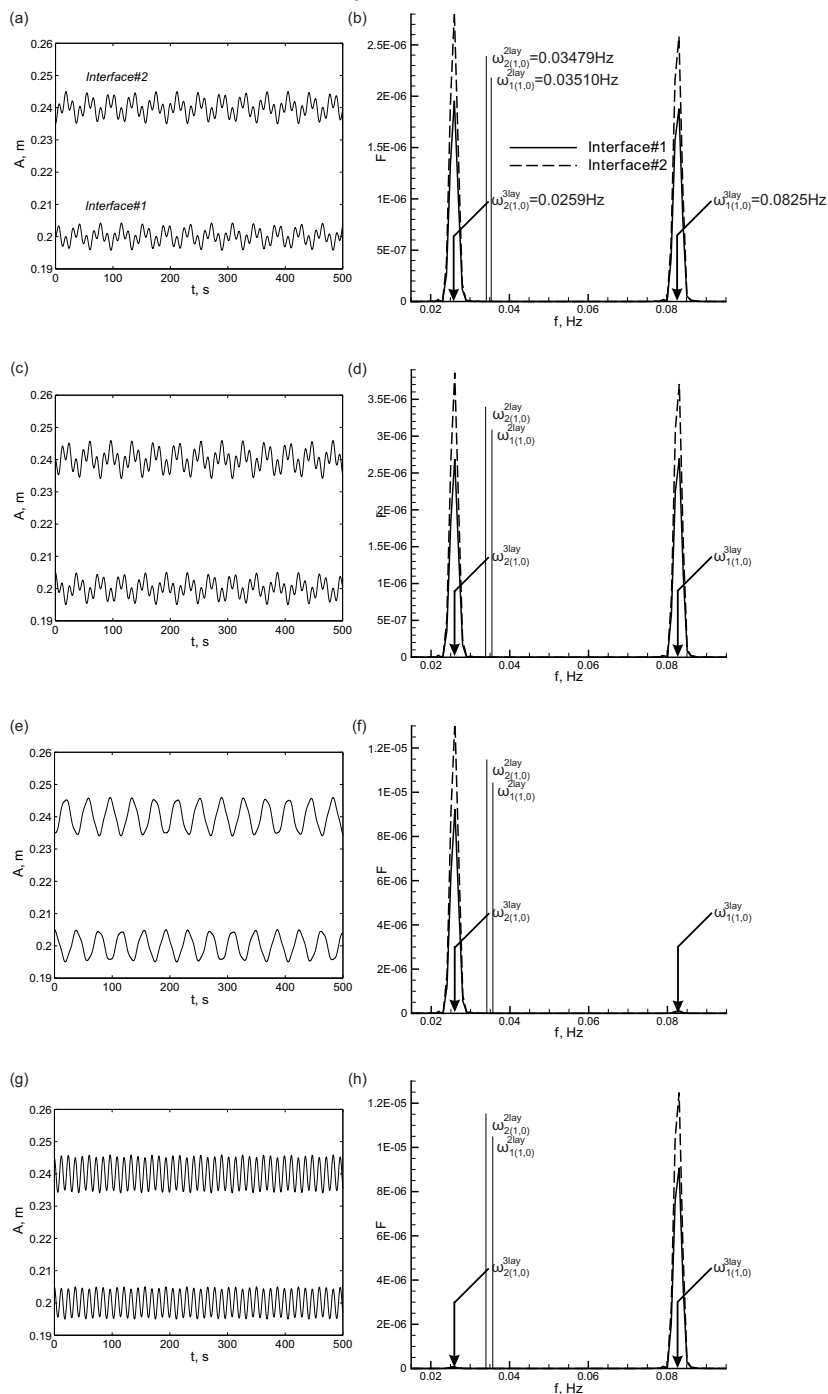 (a)
0.26
0.25
0.24
0.23
0.22
0.21
0.2
0.19
A, m
Interface#2
Interface#1
0
100
200
300
400
500
t, s
(b)
2.5E-06
2E-06
1.5E-06
1E-06
5E-07
0
F
ω2(1,0)2lay=0.03479
ω1(1,0)2lay=0.03510
Interface#1
Interface#2
ω2(1,0)3lay=0.0259Hz
ω1(1,0)3lay=0.0825Hz
0.02
0.04
0.06
0.08
f, Hz
(c)
0.26
0.25
0.24
0.23
0.22
0.21
0.2
0.19
A, m
0
100
200
300
400
500
t, s
(d)
3.5E-06
3E-06
2.5E-06
2E-06
1.5E-06
1E-06
5E-07
0
F
ω2(1,0)2lay
ω1(1,0)2lay
ω2(1,0)3lay
ω1(1,0)3lay
0.02
0.04
0.06
0.08
f, Hz
(e)
0.26
0.25
0.24
0.23
0.22
0.21
0.2
0.19
A, m
0
100
200
300
400
500
t, s
(f)
1.2E-05
1E-05
8E-06
6E-06
4E-06
2E-06
0
F
ω2(1,0)2lay
ω1(1,0)2lay
ω2(1,0)3lay
ω1(1,0)3lay
0.02
0.04
0.06
0.08
f, Hz
(g)
0.26
0.25
0.24
0.23
0.22
0.21
0.2
0.19
A, m
0
100
200
300
400
500
t, s
(h)
1.2E-05
1E-05
8E-06
6E-06
4E-06
2E-06
0
F
ω2(1,0)2lay
ω1(1,0)2lay
ω2(1,0)3lay
ω1(1,0)3lay
0.02
0.04
0.06
0.08
f, Hz